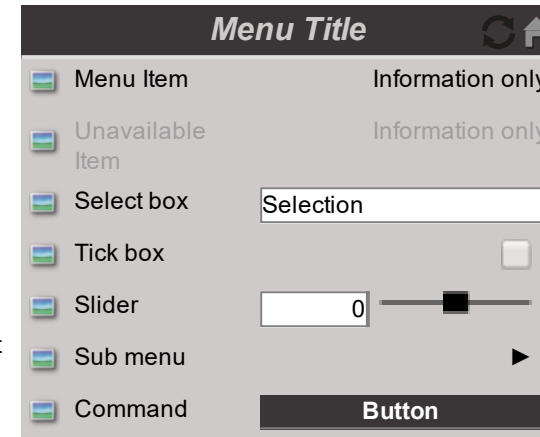 Menu Title
Menu Item Information only
Unavailable Item Information only
Select box Selection
Tick box
Slider 0
Sub menu
Command Button